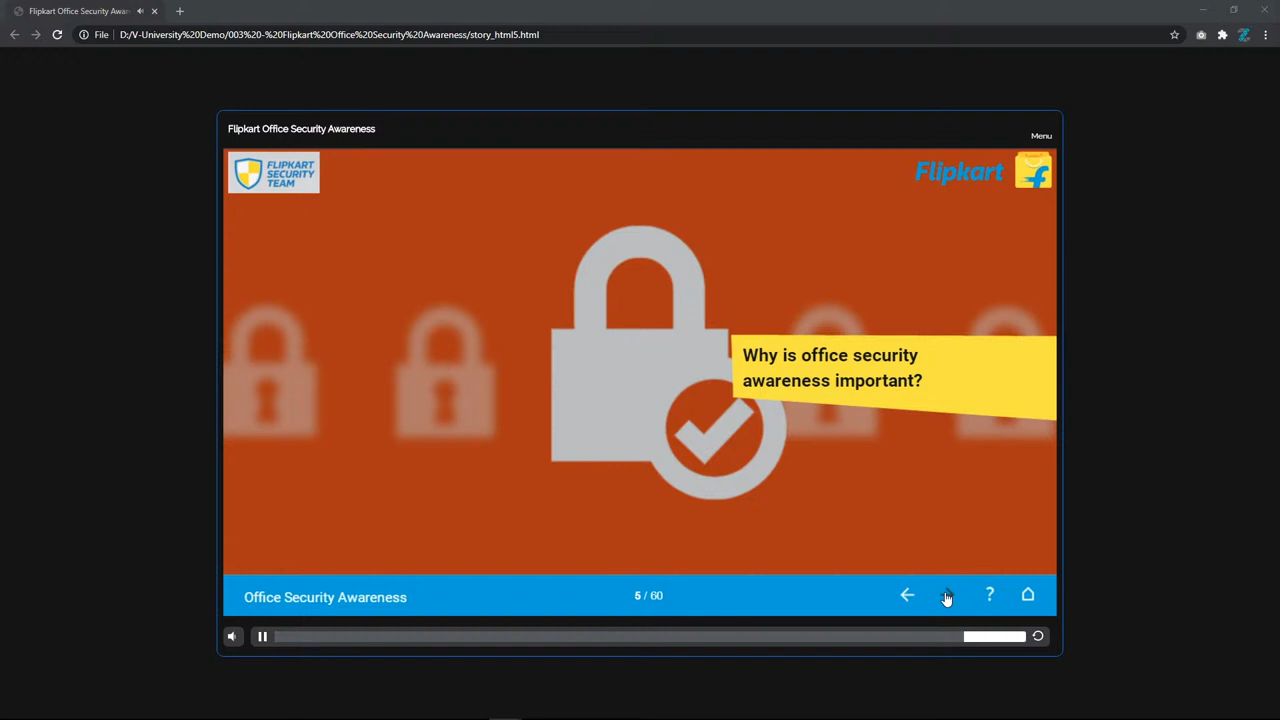 Flipkart Office Security Awar
File
D:/V-University%20Demo/003%20-%20Flipkart%20Office%20Security%20Awareness/story_html5.html
Flipkart Office Security Awareness
Menu
FLIPKART
SECURITY
TEAM
Flipkart
Why is office security
awareness important?
Office Security Awareness
5 / 60
?